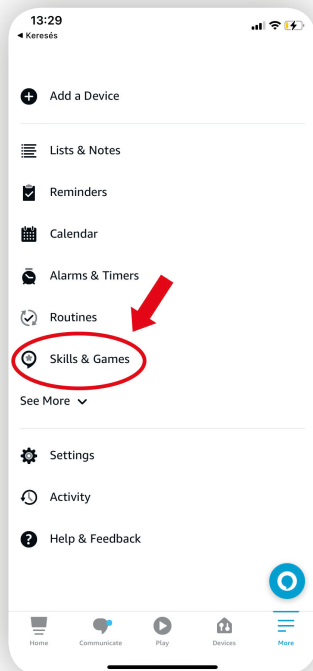 13:29
◀ Keresés
Add a Device
Lists & Notes
Reminders
Calendar
Alarms & Timers
Routines
Skills & Games
See More
Settings
Activity
Help & Feedback
Home Communicate Play Devices More